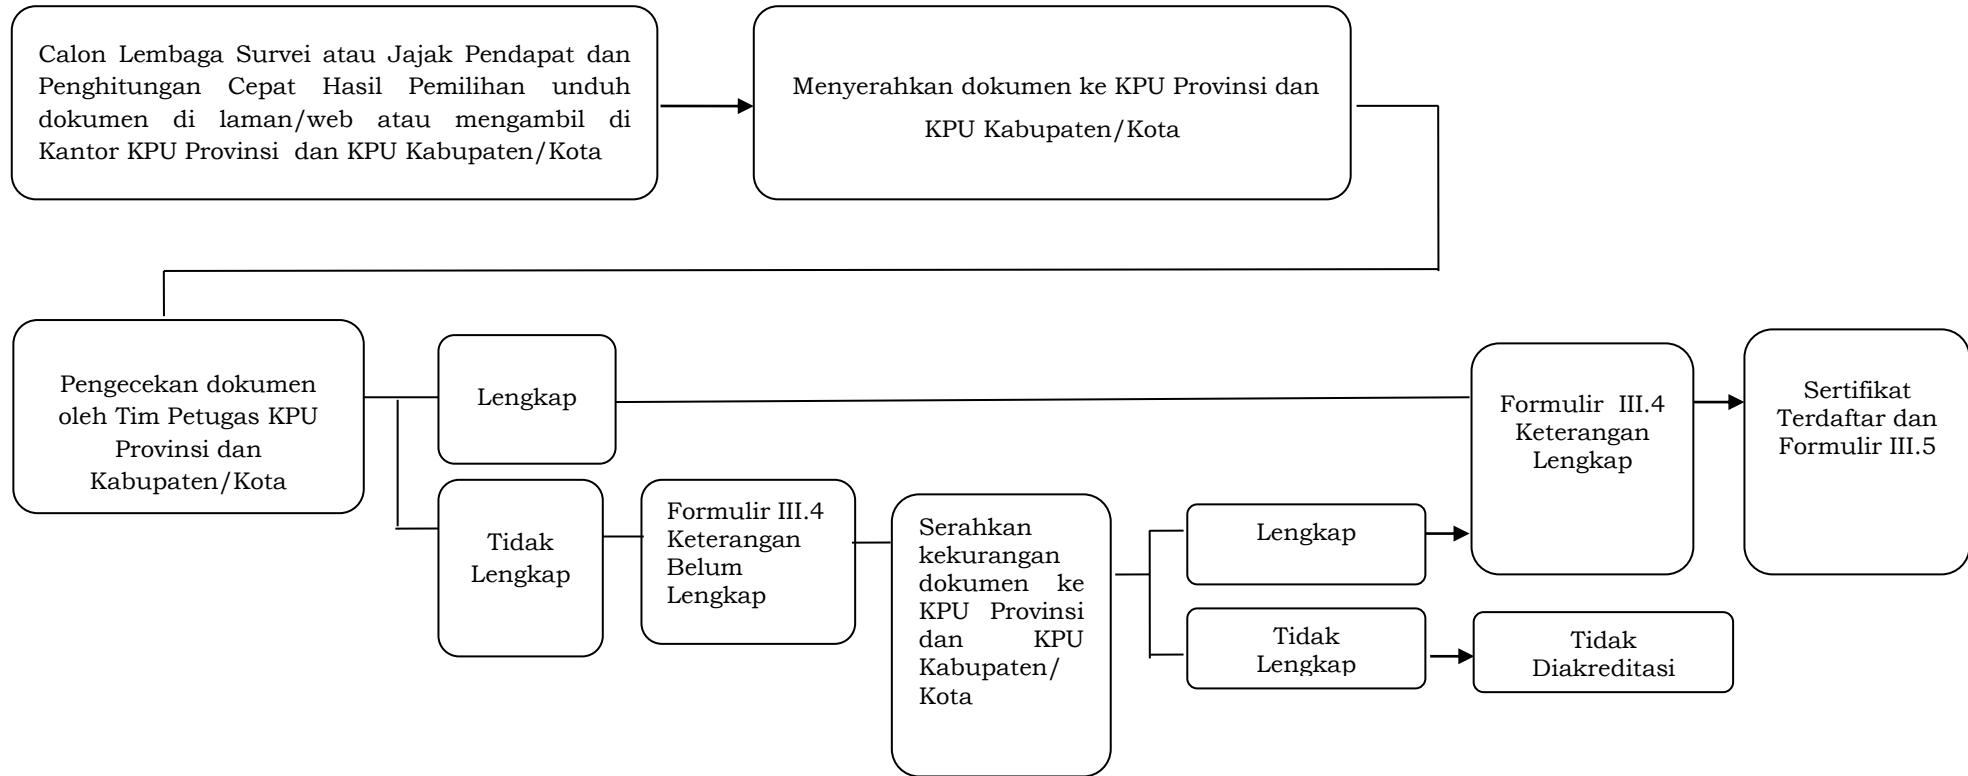 Calon Lembaga Survei atau Jajak Pendapat dan
Penghitungan Cepat Hasil Pemilihan unduh
dokumen di laman/web atau mengambil di
Kantor KPU Provinsi dan KPU Kabupaten/Kota
Menyerahkan dokumen ke KPU Provinsi dan
KPU Kabupaten/Kota
Pengecekan dokumen
oleh Tim Petugas KPU
Provinsi dan
Kabupaten/Kota
Lengkap
Tidak
Lengkap
Formulir III.4
Keterangan
Belum
Lengkap
Serahkan
kekurangan
dokumen ke
KPU Provinsi
dan KPU
Kabupaten/
Kota
Lengkap
Tidak
Lengkap
Formulir III.4
Keterangan
Lengkap
Sertifikat
Terdaftar dan
Formulir III.5
Tidak
Diakreditasi